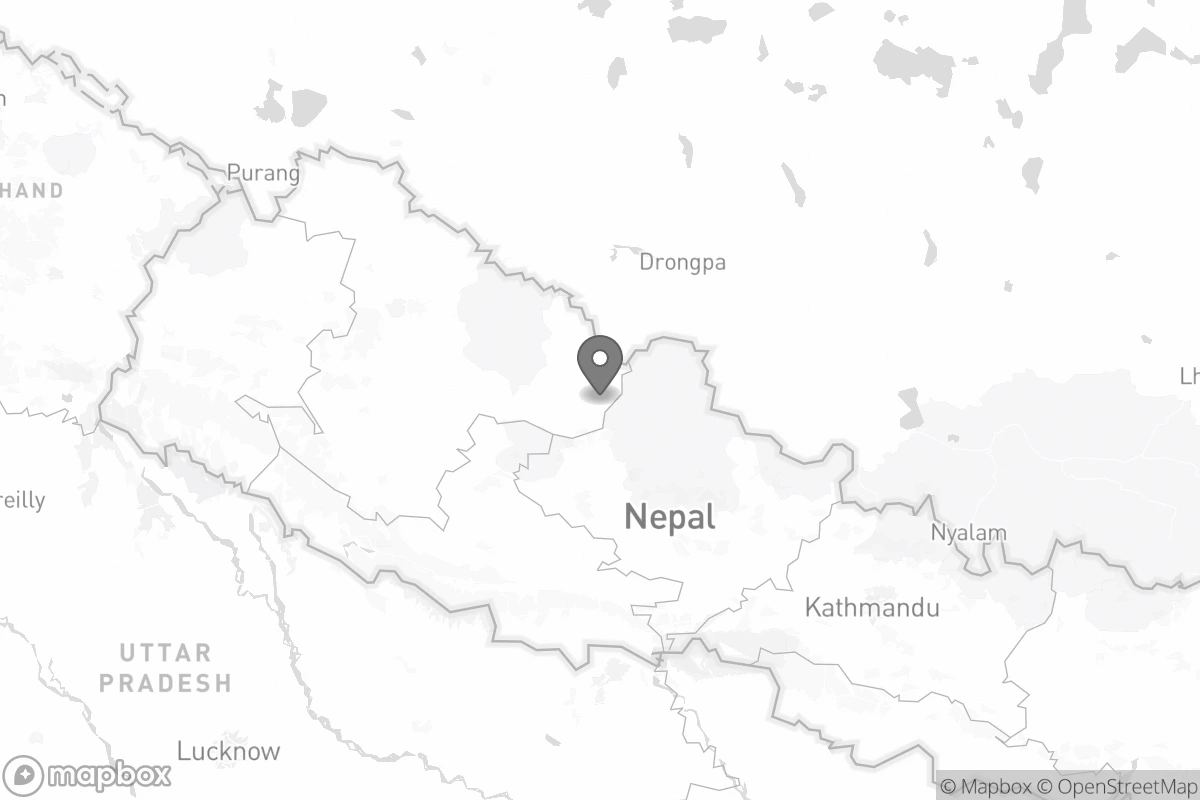 Purang
HAND
Drongpa
Lh
reilly
Nepal
Nyalam
Kathmandu
UTTAR
PRADESH
Lucknow
mapbox
© Mapbox © OpenStreetMap